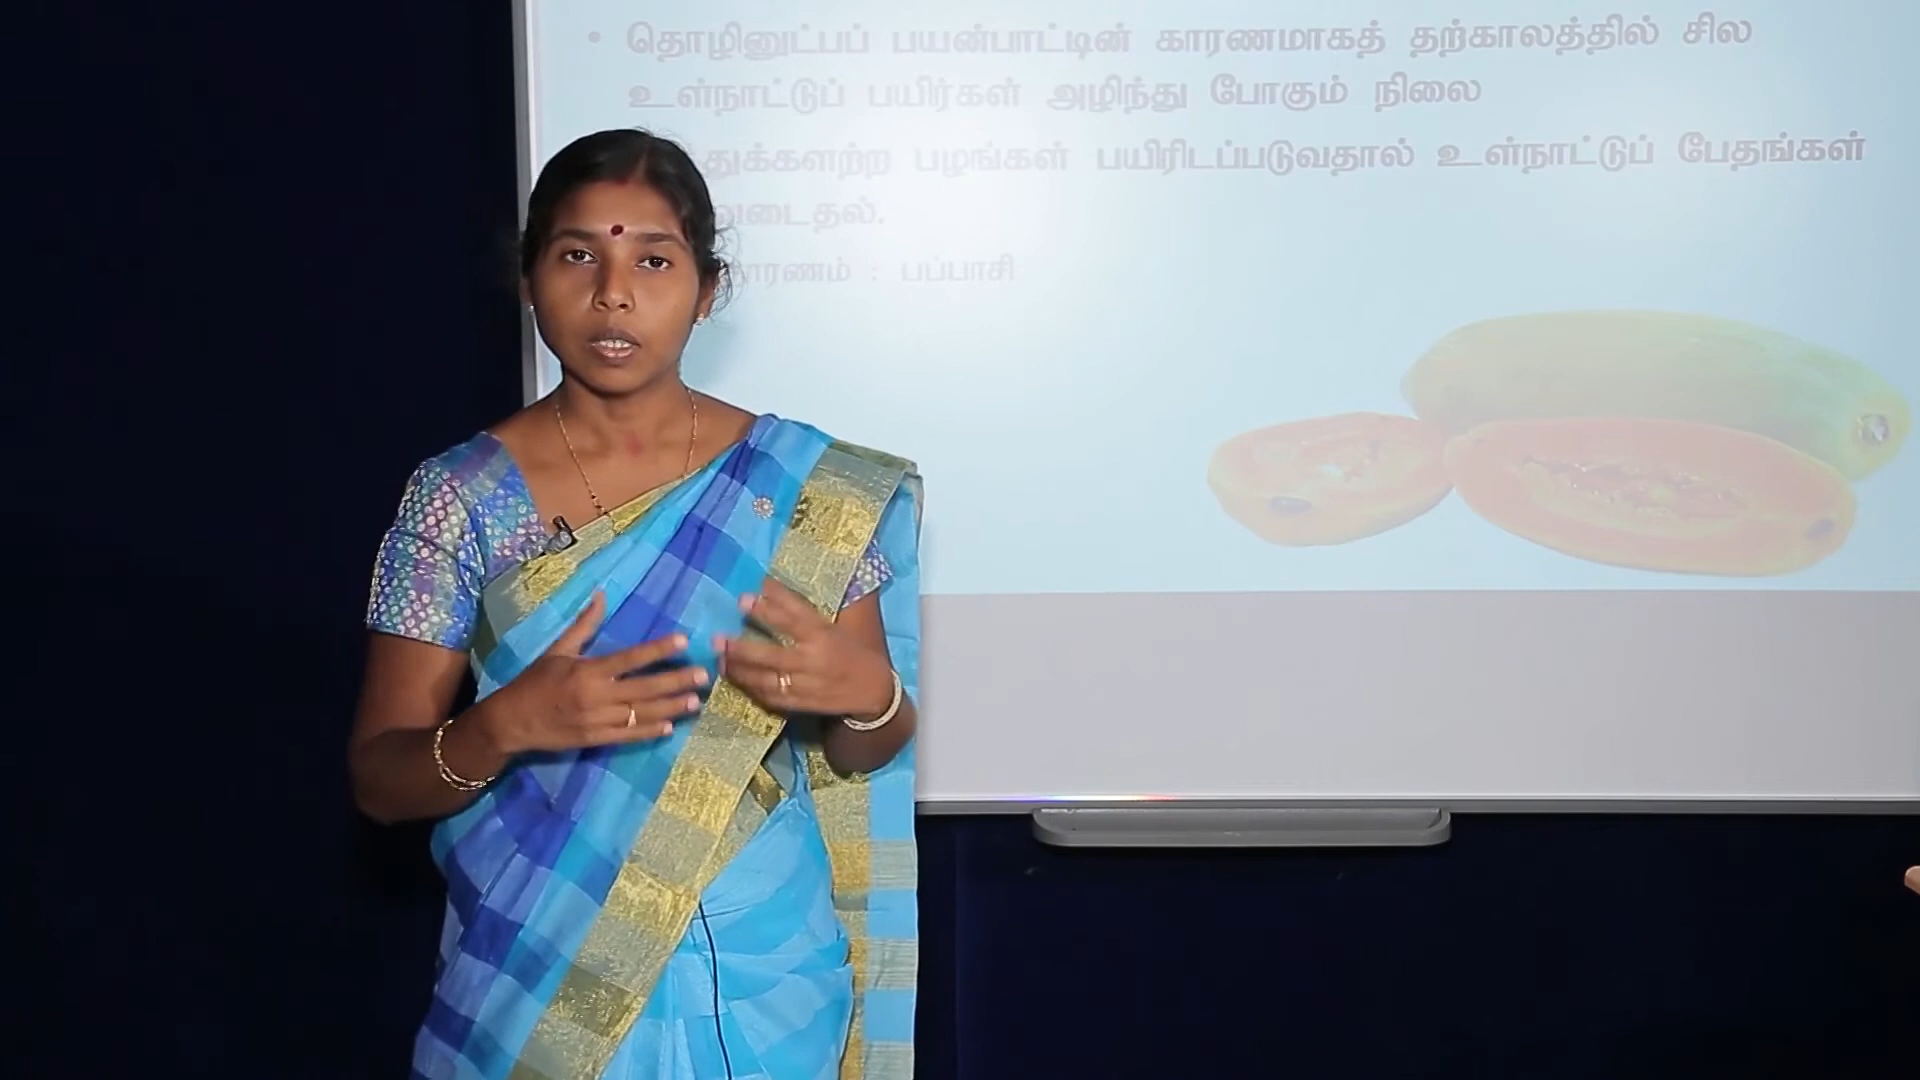 • தொழினுட்பப் பயன்பாட்டின் காரணமாகத் தற்காலத்தில் சில
உள்நாட்டுப் பயிர்கள் அழிந்து போகும் நிலை
பழங்கள் பயிரிடப்படுவதால் உள்நாட்டுப் பேதங்கள்
: பப்பாசி